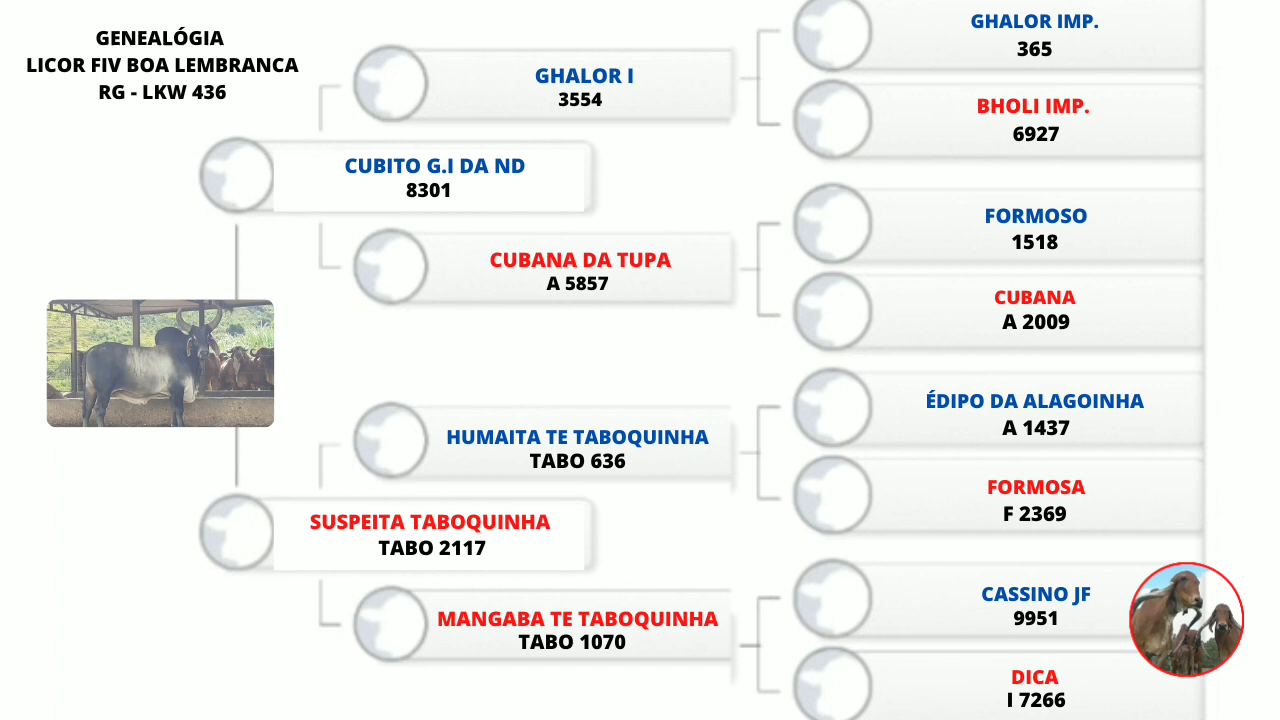 GENEALÓGIA
LICOR FIV BOA LEMBRANCA
RG - LKW 436
CUBITO G.I DA ND
8301
GHALOR I
3554
GHALOR IMP.
365
BHOLI IMP.
6927
CUBANA DA TUPA
A 5857
FORMOSO
1518
CUBANA
A 2009
SUSPEITA TABOQUINHA
TABO 2117
HUMAITA TE TABOQUINHA
TABO 636
ÉDIPO DA ALAGOINHA
A 1437
FORMOSA
F 2369
MANGABA TE TABOQUINHA
TABO 1070
CASSINO JF
9951
DICA
I 7266